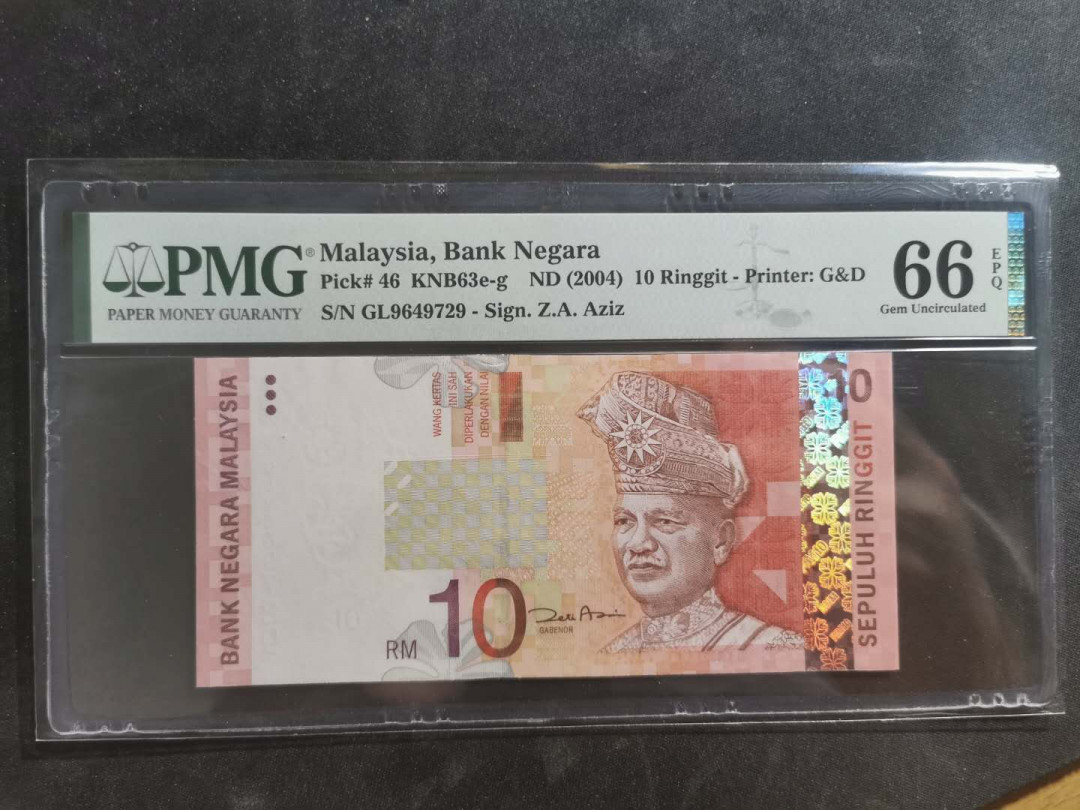 PMG®
PAPER MONEY GUARANTY
Malaysia, Bank Negara
Pick# 46 KNB63e-g ND (2004) 10 Ringgit - Printer: G&D
S/N GL9649729 - Sign. Z.A. Aziz
66
EPQ
Gem Uncirculated
BANK NEGARA MALAYSIA
WANG KERTAS
INI SAH
DIPERLAKUKAN
DENGAN NILAI
RM 10
Zeti Aziz
GABENOR
10
SEPULUH RINGGIT